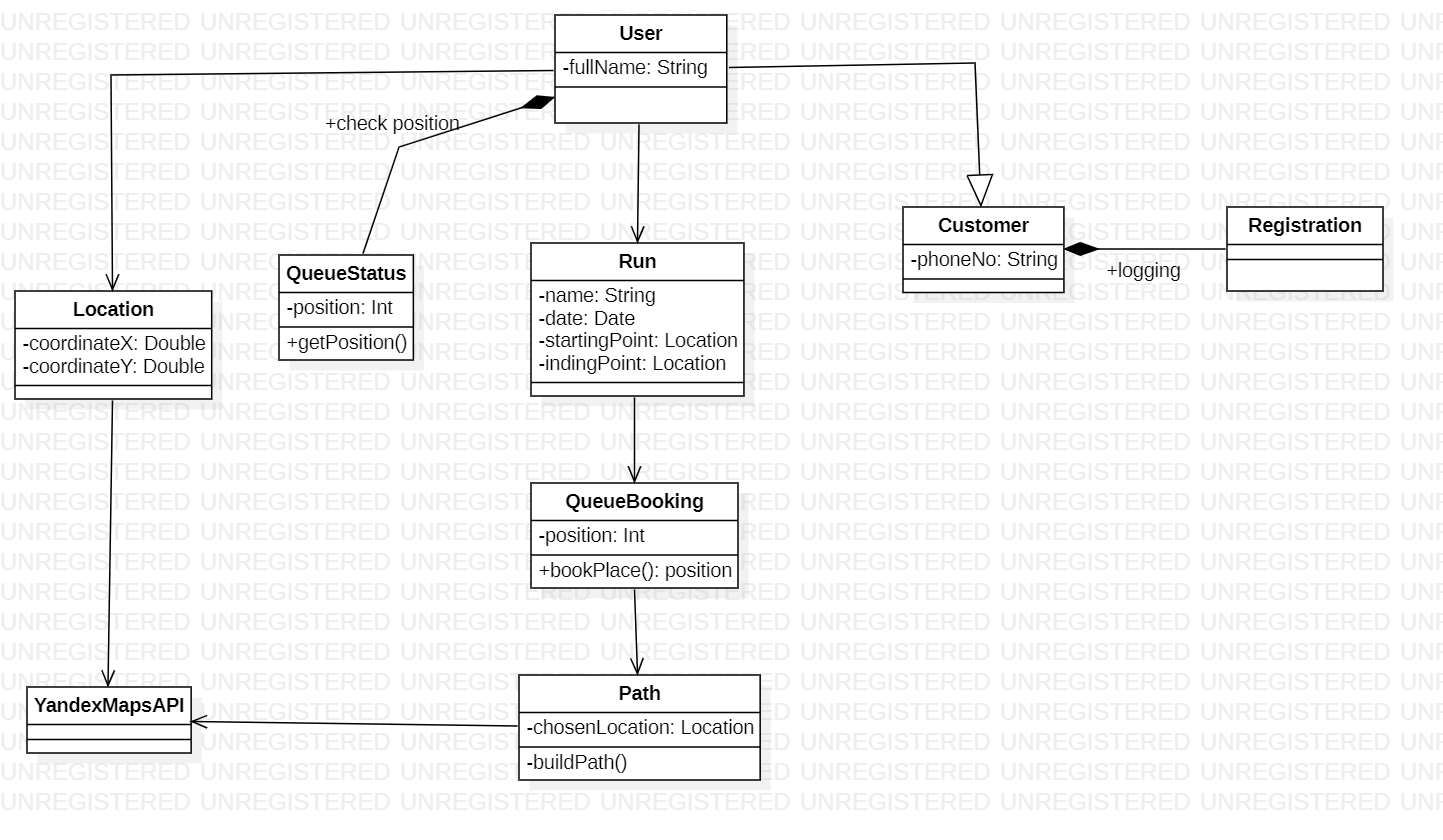 User
-fullName: String
+check position
Customer
-phoneNo: String
Registration
+logging
QueueStatus
-position: Int
+getPosition()
Run
-name: String
-date: Date
-startingPoint: Location
-indingPoint: Location
Location
-coordinateX: Double
-coordinateY: Double
QueueBooking
-position: Int
+bookPlace(): position
YandexMapsAPI
Path
-chosenLocation: Location
-buildPath()
UNREGISTERED